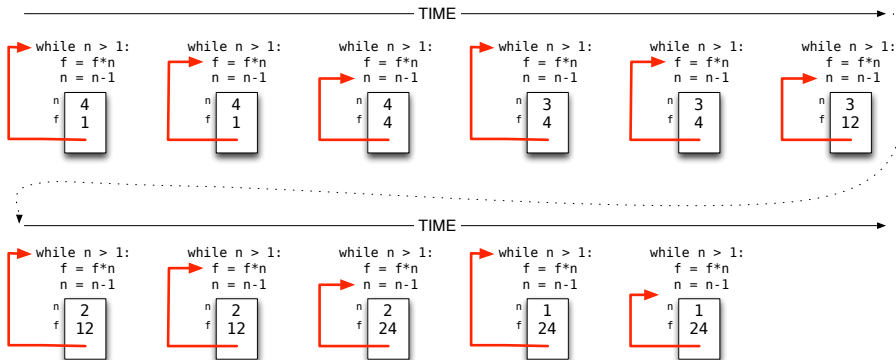 TIME
while n > 1:
f = f*n
n = n-1
n 4
f 1
while n > 1:
f = f*n
n = n-1
n 4
f 1
while n > 1:
f = f*n
n = n-1
n 4
f 4
while n > 1:
f = f*n
n = n-1
n 3
f 4
while n > 1:
f = f*n
n = n-1
n 3
f 4
while n > 1:
f = f*n
n = n-1
n 3
f 12
TIME
while n > 1:
f = f*n
n = n-1
n 2
f 12
while n > 1:
f = f*n
n = n-1
n 2
f 12
while n > 1:
f = f*n
n = n-1
n 2
f 24
while n > 1:
f = f*n
n = n-1
n 1
f 24
while n > 1:
f = f*n
n = n-1
n 1
f 24